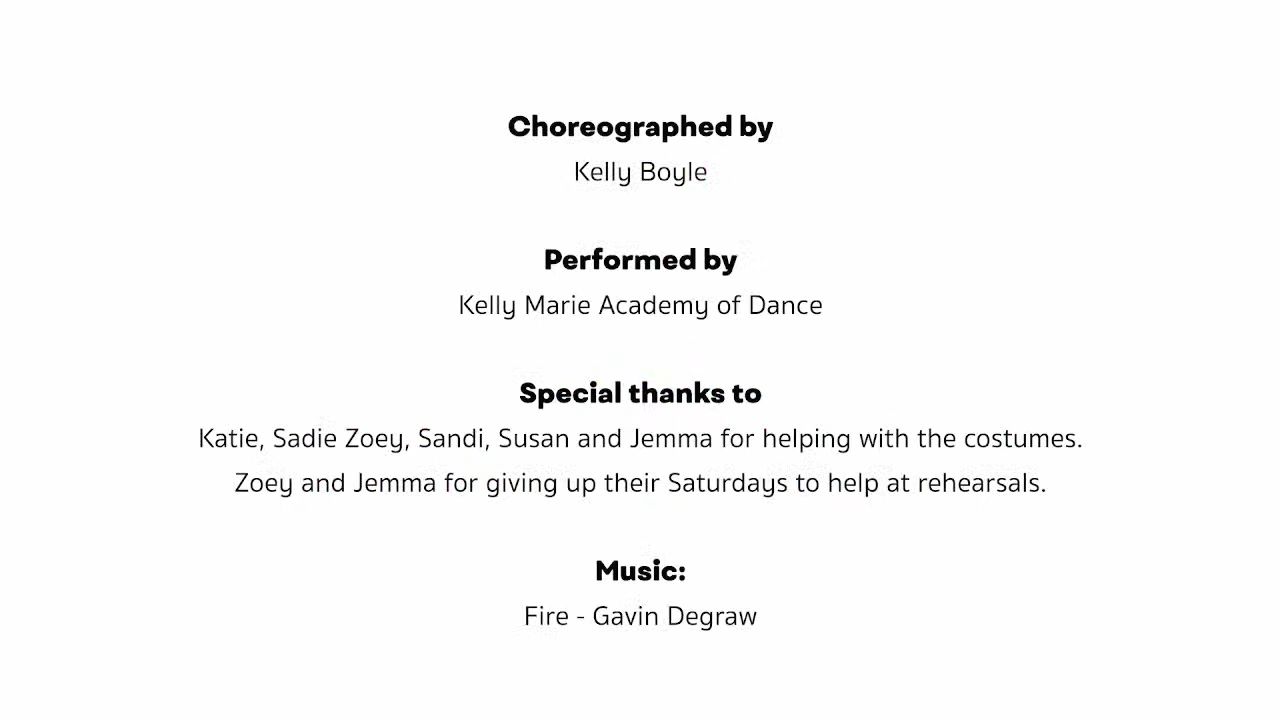 Choreographed by
Kelly Boyle
Performed by
Kelly Marie Academy of Dance
Special thanks to
Katie, Sadie Zoey, Sandi, Susan and Jemma for helping with the costumes.
Zoey and Jemma for giving up their Saturdays to help at rehearsals.
Music:
Fire - Gavin Degraw